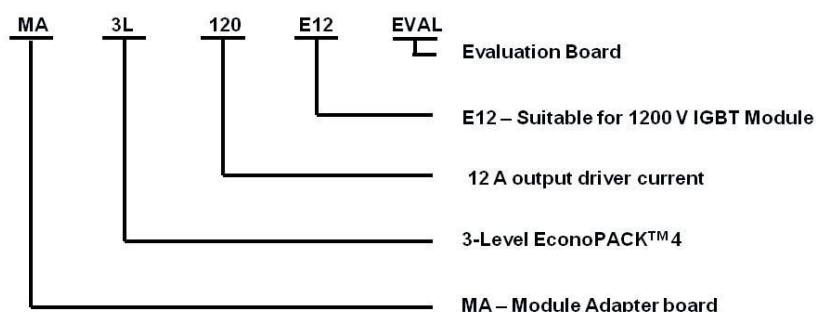 MA 3L 120 E12 EVAL
Evaluation Board
E12 – Suitable for 1200 V IGBT Module
12 A output driver current
3-Level EconoPACK™ 4
MA – Module Adapter board